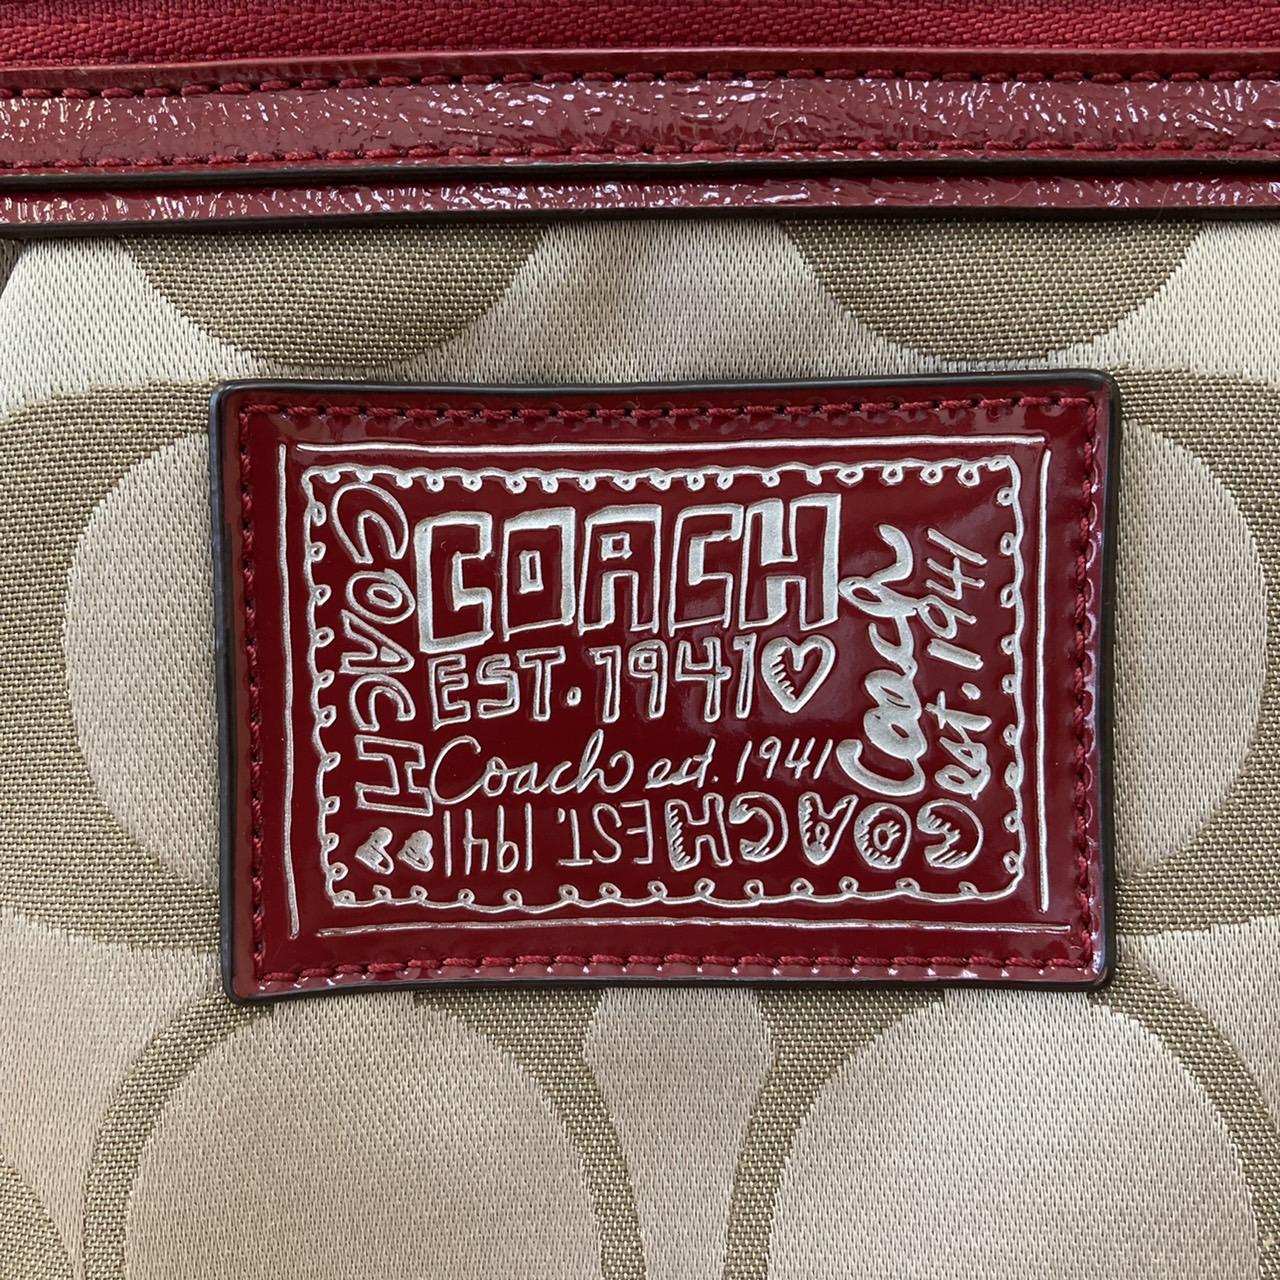 COACH
COACH
EST. 1941
Coach est. 1941
Coach
est. 1941
COACH EST. 1941